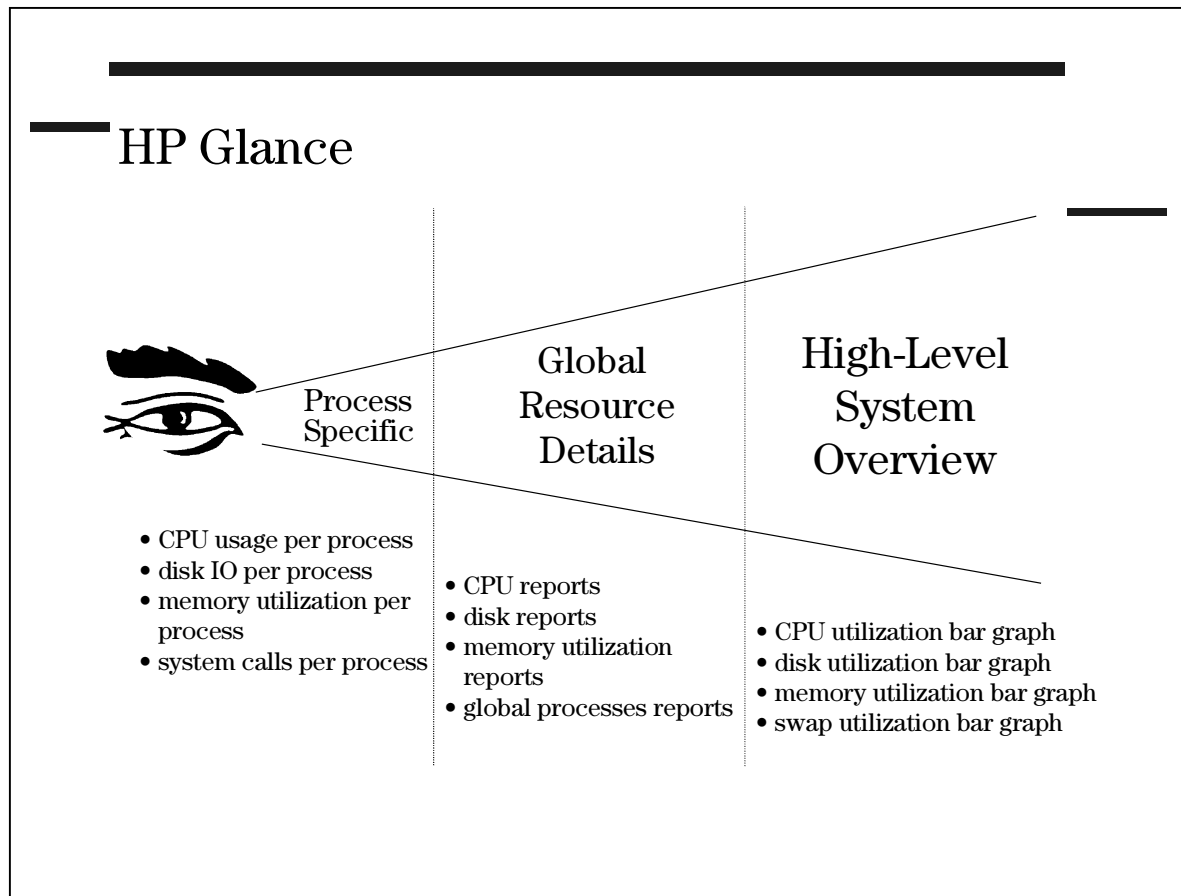 HP Glance
Process
Specific
Global
Resource
Details
High-Level
System
Overview
• CPU usage per process
• disk IO per process
• memory utilization per
process
• system calls per process
• CPU reports
• disk reports
• memory utilization
reports
• global processes reports
• CPU utilization bar graph
• disk utilization bar graph
• memory utilization bar graph
• swap utilization bar graph